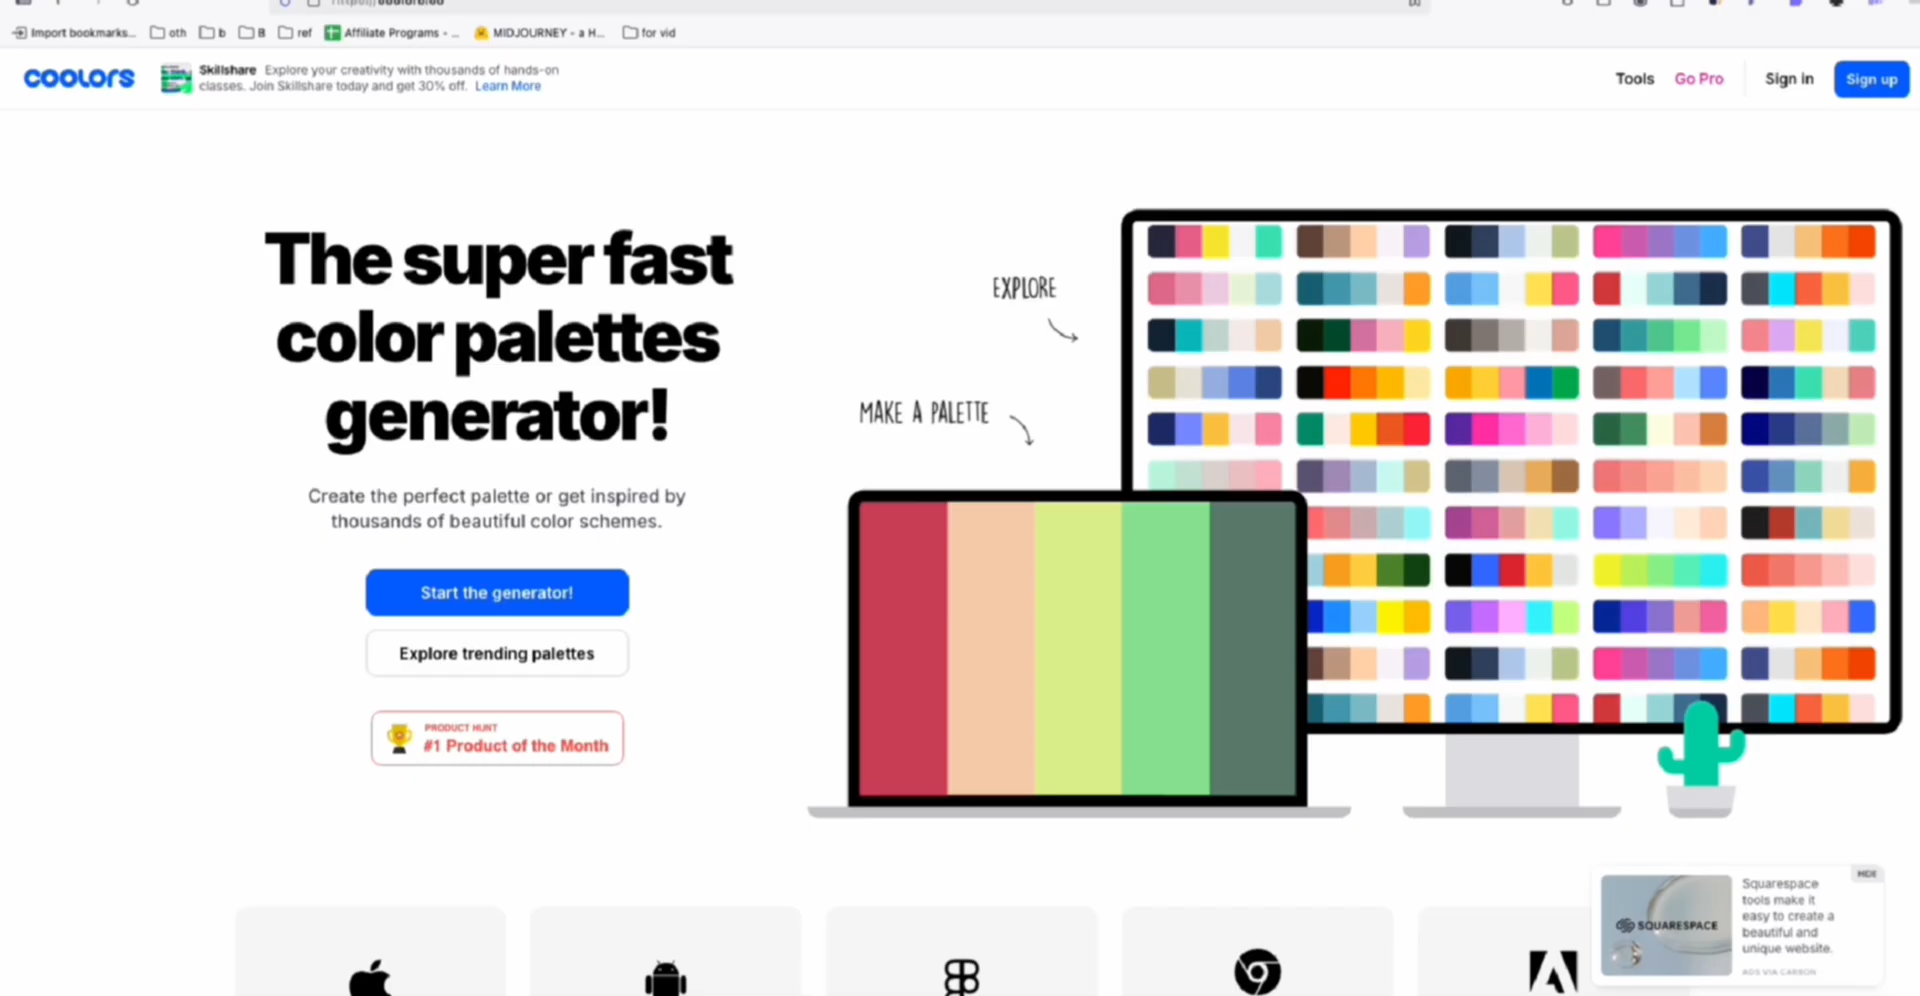 Import bookmarks...
oth
b
B
ref
Affiliate Programs - ...
MIDJOURNEY - a H...
for vid
coolors
Skillshare Explore your creativity with thousands of hands-on
classes. Join Skillshare today and get 30% off. Learn More
Tools
Go Pro
Sign in
Sign up
The super fast
color palettes
generator!
Create the perfect palette or get inspired by
thousands of beautiful color schemes.
Start the generator!
Explore trending palettes
PRODUCT HUNT
#1 Product of the Month
EXPLORE
MAKE A PALETTE
HIDE
SQUARESPACE
Squarespace
tools make it
easy to create a
beautiful and
unique website.
ADS VIA CARBON